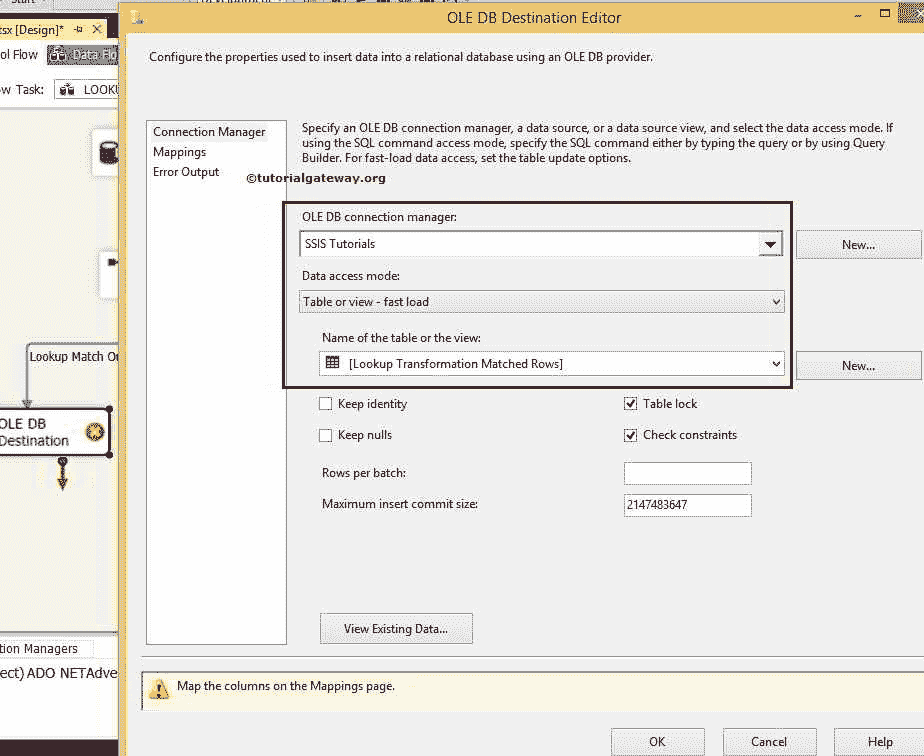 OLE DB Destination Editor
tsx [Design]*
ol Flow
Data Flo
w Task:
LOOKU
Configure the properties used to insert data into a relational database using an OLE DB provider.
Connection Manager
Mappings
Error Output
Specify an OLE DB connection manager, a data source, or a data source view, and select the data access mode. If
using the SQL command access mode, specify the SQL command either by typing the query or by using Query
Builder. For fast-load data access, set the table update options.
©tutorialgateway.org
OLE DB connection manager:
SSIS Tutorials
New...
Data access mode:
Table or view - fast load
Name of the table or the view:
[Lookup Transformation Matched Rows]
New...
Lookup Match Ou
OLE DB
Destination
Keep identity
Table lock
Keep nulls
Check constraints
Rows per batch:
Maximum insert commit size:
2147483647
View Existing Data...
tion Managers
ect) ADO NETAdve
Map the columns on the Mappings page.
OK
Cancel
Help